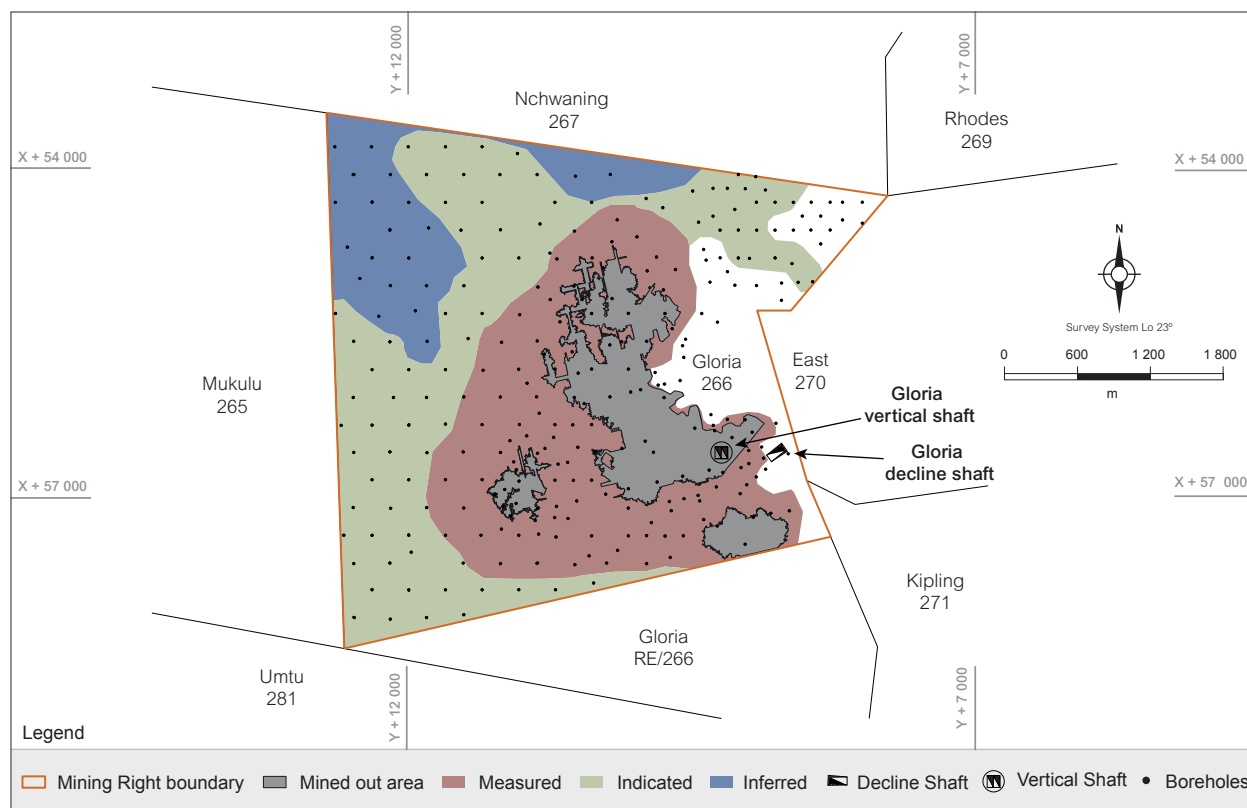 Y + 12 000
Y + 7 000
Nchwaning
267
Rhodes
269
X + 54 000
X + 54 000
N
Survey System Lo 23º
0 600 1 200 1 800
m
Mukulu
265
Gloria
266
East
270
Gloria
vertical shaft
Gloria
decline shaft
X + 57 000
X + 57 000
Kipling
271
Gloria
RE/266
Umtu
281
Y + 12 000
Y + 7 000
Legend
Mining Right boundary Mined out area Measured Indicated Inferred Decline Shaft Vertical Shaft Boreholes